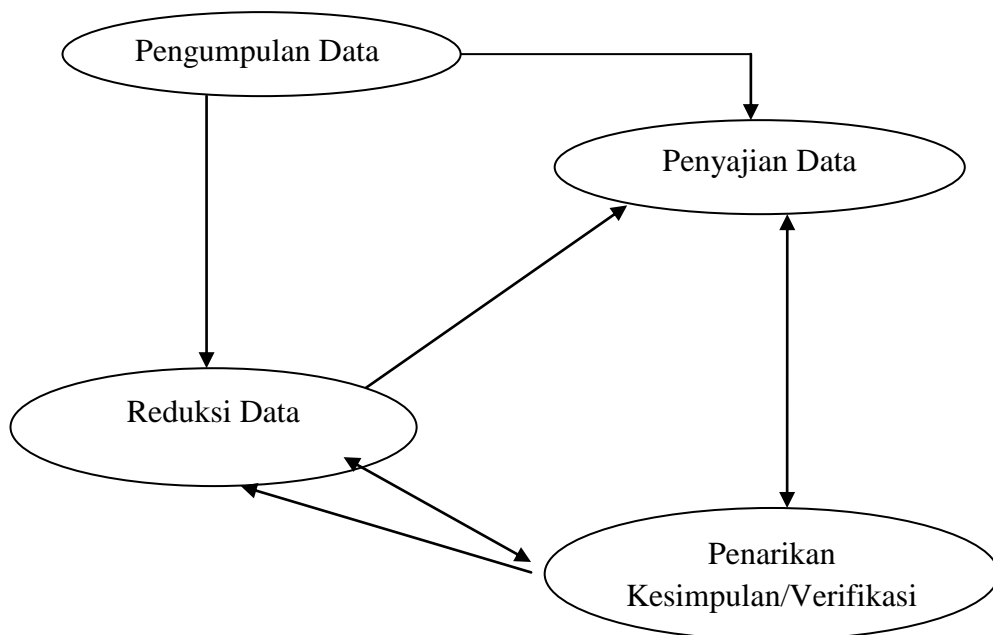 Pengumpulan Data
Penyajian Data
Reduksi Data
Penarikan
Kesimpulan/Verifikasi